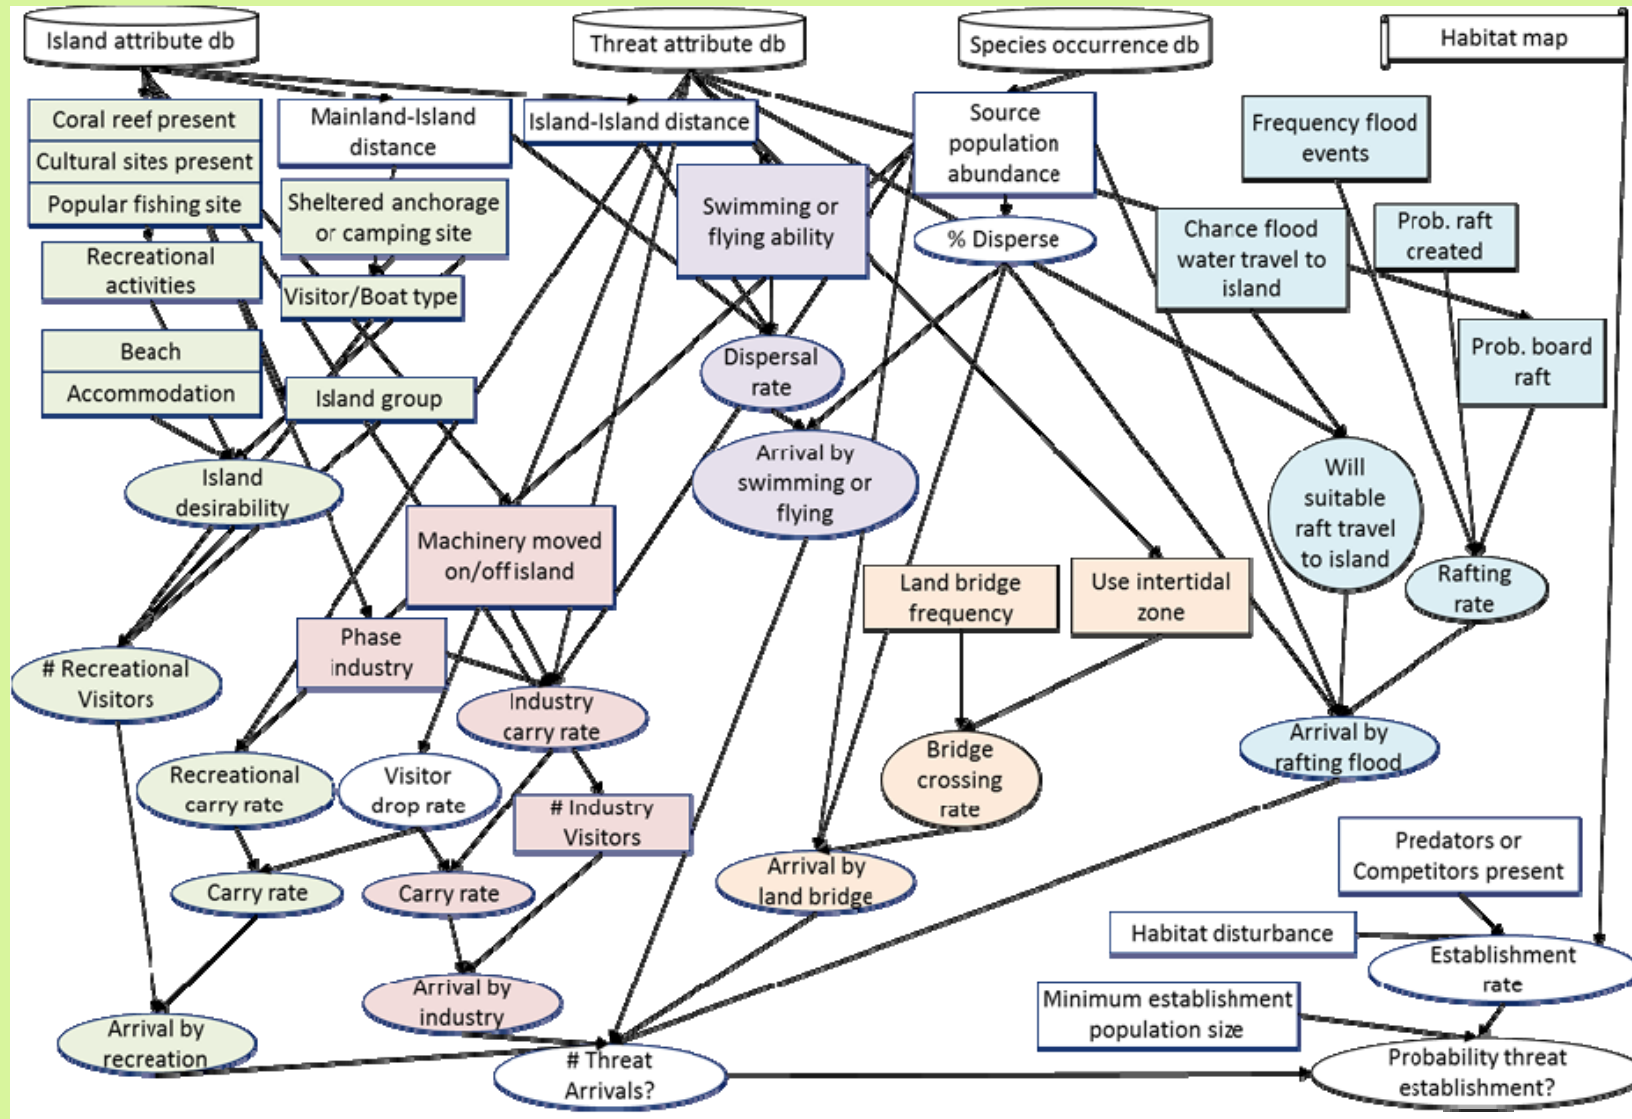 Island attribute db
Threat attribute db
Species occurrence db
Habitat map
Coral reef present
Cultural sites present
Popular fishing site
Mainland-Island
distance
Island-Island distance
Source
population
abundance
Frequency flood
events
Sheltered anchorage
or camping site
Swimming or
flying ability
% Disperse
Chance flood
water travel to
island
Prob. raft
created
Recreational
activities
Visitor/Boat type
Beach
Accommodation
Island group
Dispersal
rate
Prob. board
raft
Island
desirability
Arrival by
swimming or
flying
Will
suitable
raft travel
to island
Machinery moved
on/off island
Land bridge
frequency
Use intertidal
zone
Rafting
rate
Phase
industry
# Recreational
Visitors
Industry
carry rate
Arrival by
rafting flood
Recreational
carry rate
Visitor
drop rate
Bridge
crossing
rate
# Industry
Visitors
Predators or
Competitors present
Carry rate
Carry rate
Arrival by
land bridge
Habitat disturbance
Establishment
rate
Arrival by
industry
Minimum establishment
population size
Arrival by
recreation
# Threat
Arrivals?
Probability threat
establishment?